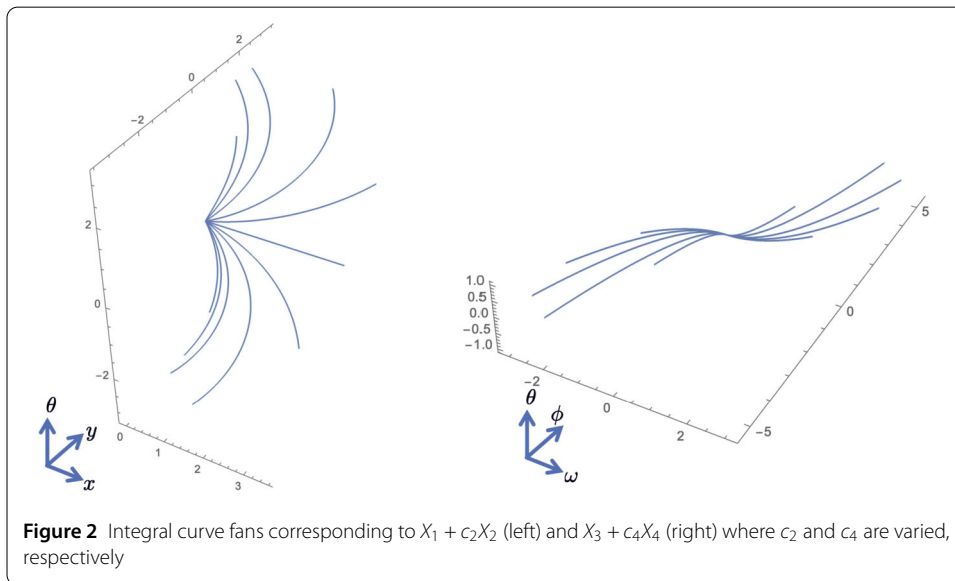 2
0
−2
2
0
−2
0
1
2
3
θ
y
x
1.0
0.5
0.0
−0.5
−1.0
−2
0
2
5
0
−5
θ
ϕ
ω
Figure 2 Integral curve fans corresponding to X₁ + c₂X₂ (left) and X₃ + c₄X₄ (right) where c₂ and c₄ are varied,
respectively